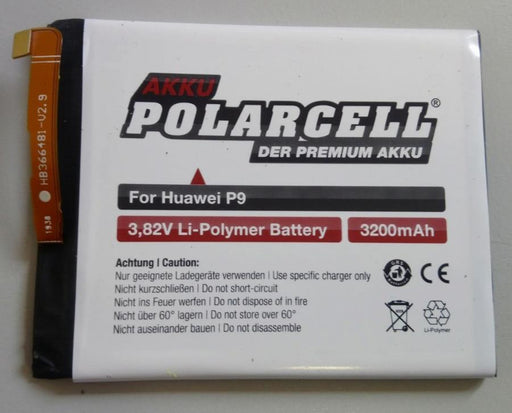 AKKU
POLARCELL®
DER PREMIUM AKKU
For Huawei P9
3,82V Li-Polymer Battery 3200mAh
Achtung | Caution:
Nur geeignete Ladegeräte verwenden | Use specific charger only
Nicht kurzschließen | Do not short-circuit
Ins Feuer werfen | Do not dispose of in fire
Nicht über 60° lagern | Do not store over 60°
Nicht auseinander bauen | Do not disassemble
CE
Li-Polymer
HB366481-V2.9
1938